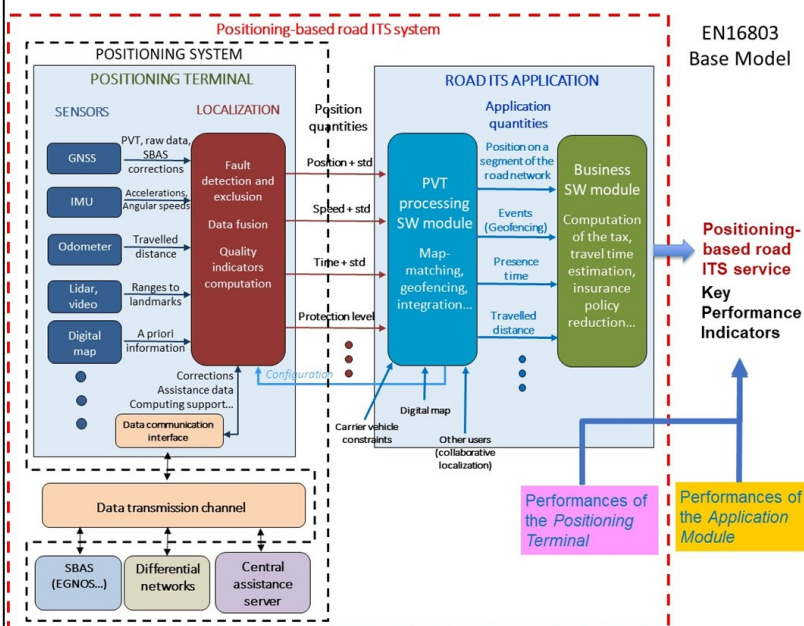 Positioning-based road ITS system
EN16803
Base Model
POSITIONING SYSTEM
POSITIONING TERMINAL
SENSORS
LOCALIZATION
GNSS
IMU
Odometer
Lidar,
video
Digital
map
PVT, raw data,
SBAS
corrections
Accelerations,
Angular speeds
Travelled
distance
Ranges to
landmarks
A priori
information
Fault
detection and
exclusion
Data fusion
Quality
indicators
computation
Corrections
Assistance data
Computing support...
Data communication
interface
Position
quantities
Position + std
Speed + std
Time + std
Protection level
Configuration
ROAD ITS APPLICATION
PVT
processing
SW module
Map-
matching,
geofencing,
integration...
Application
quantities
Position on a
segment of the
road network
Events
(Geofencing)
Presence
time
Travelled
distance
Business
SW module
Computation
of the tax,
travel time
estimation,
insurance
policy
reduction...
Carrier vehicle
constraints
Digital map
Other users
(collaborative
localization)
Positioning-
based road
ITS service
Key
Performance
Indicators
Data transmission channel
SBAS
(EGNOS...)
Differential
networks
Central
assistance
server
Performances of
the Positioning
Terminal
Performances of
the Application
Module